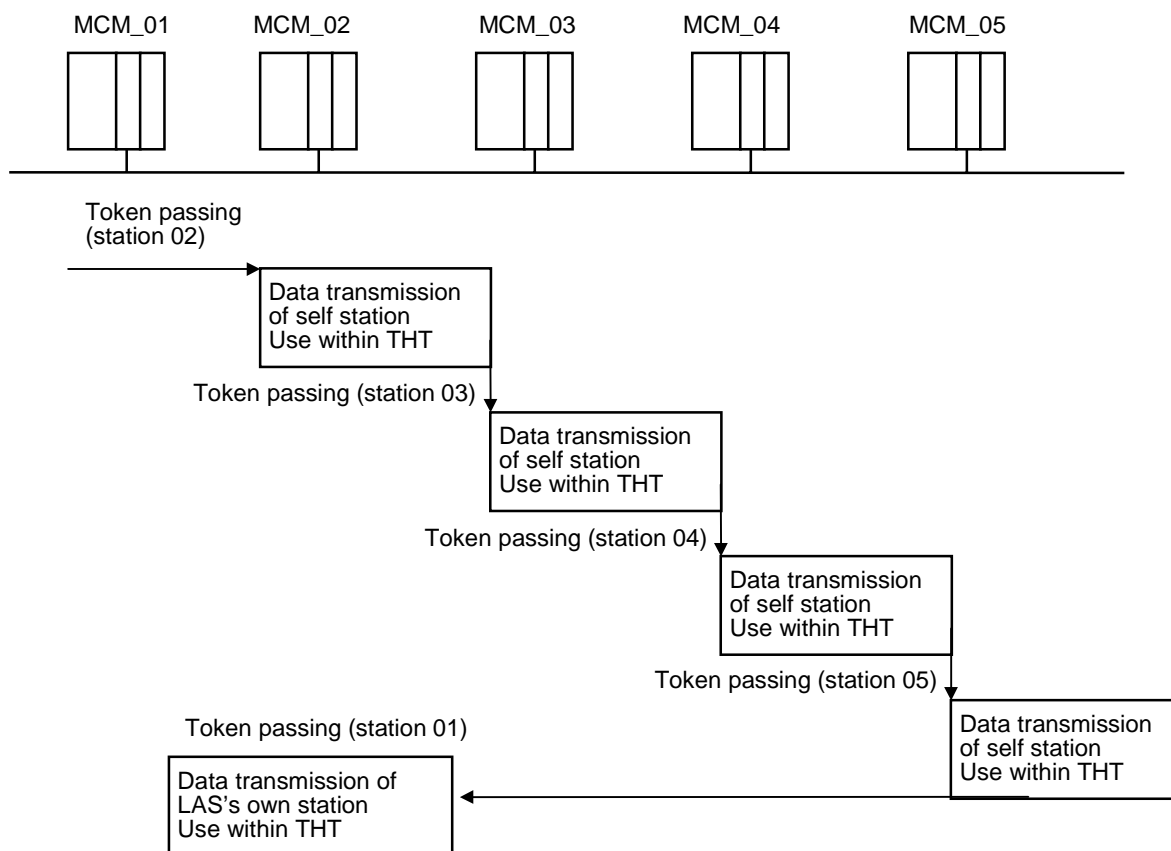 MCM_01
MCM_02
MCM_03
MCM_04
MCM_05
Token passing
(station 02)
Data transmission
of self station
Use within THT
Token passing (station 03)
Data transmission
of self station
Use within THT
Token passing (station 04)
Data transmission
of self station
Use within THT
Token passing (station 05)
Data transmission
of self station
Use within THT
Token passing (station 01)
Data transmission of
LAS's own station
Use within THT